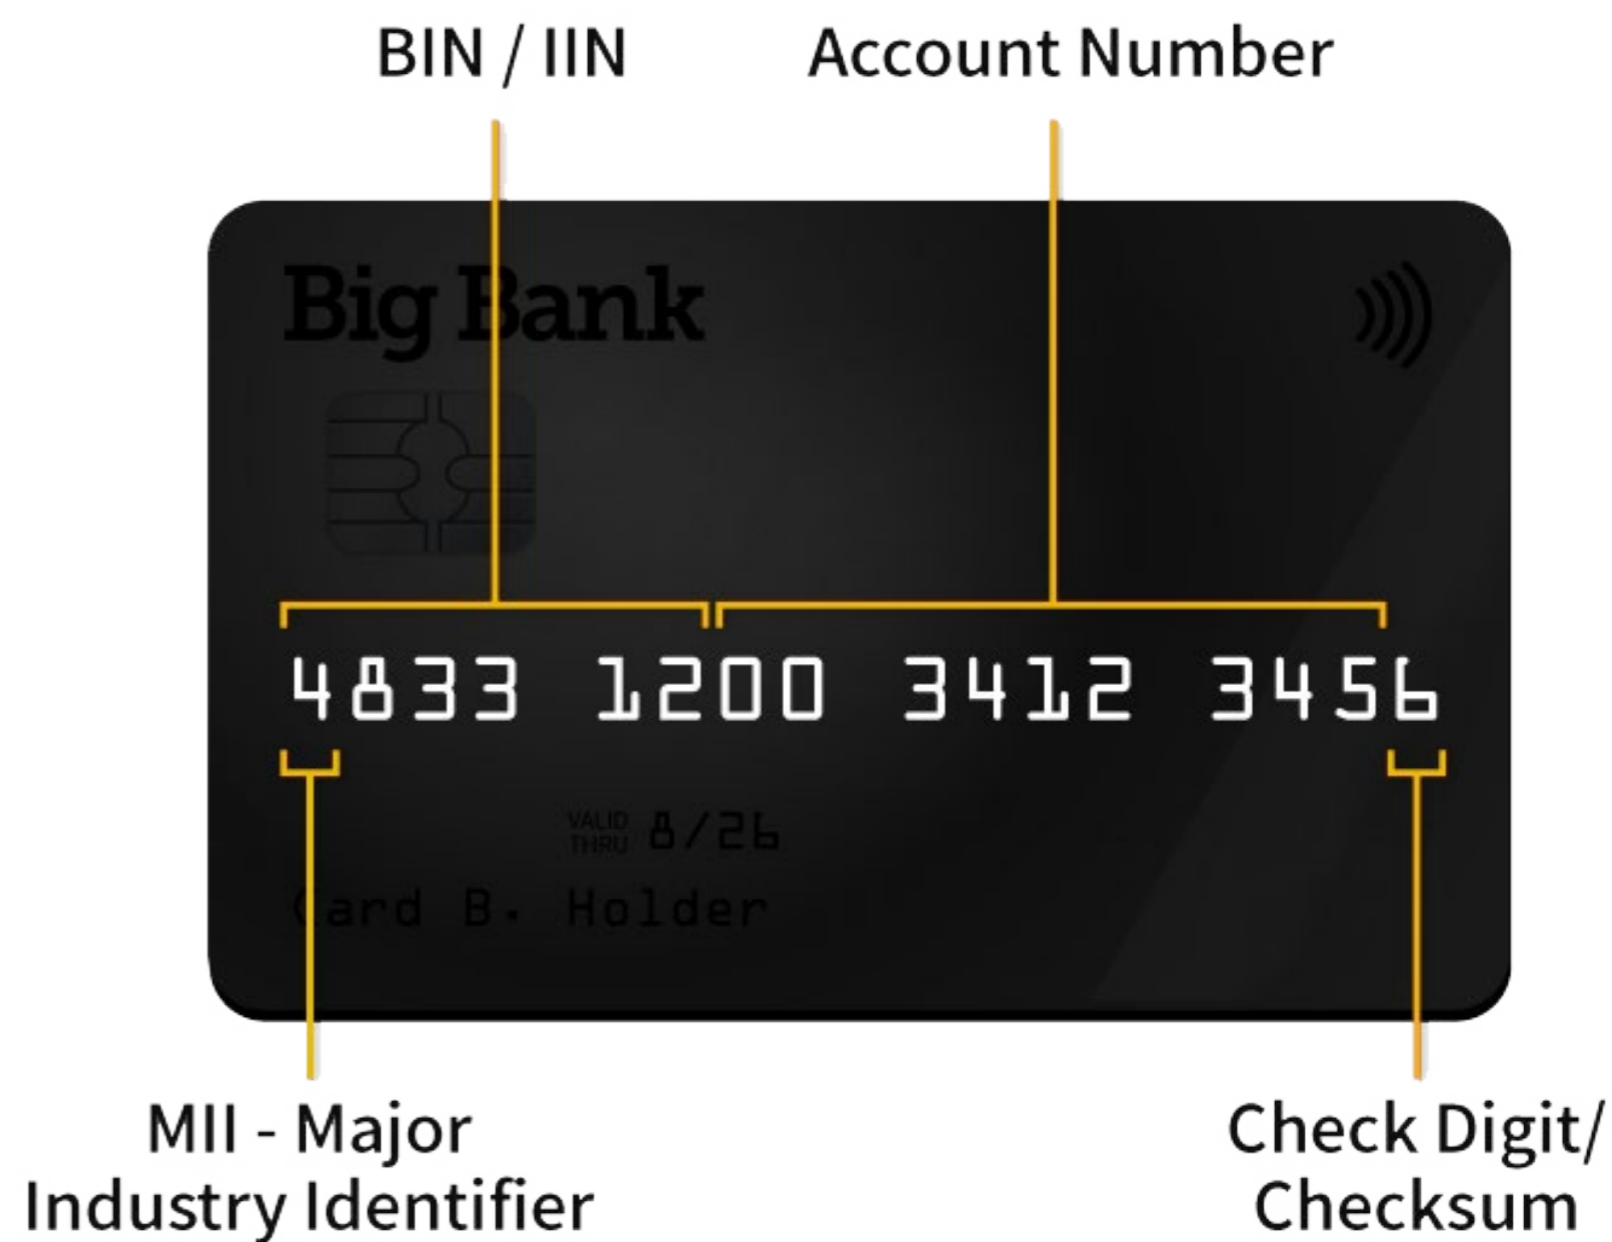 BIN / IIN
Account Number
Big Bank
4833 1200 3412 3456
VALID
THRU
8/26
Card B. Holder
MII - Major
Industry Identifier
Check Digit/
Checksum